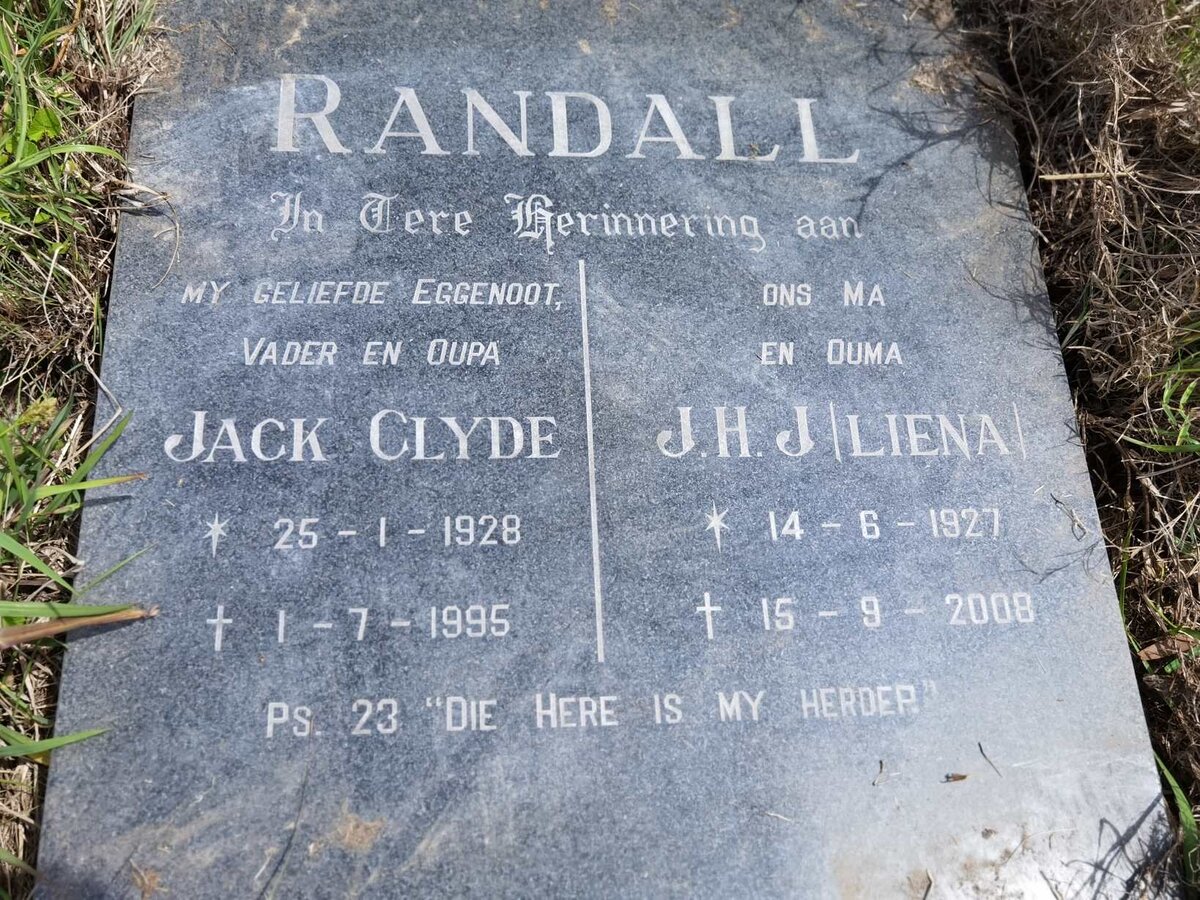 RANDALL
In Tere Herinnering aan
MY GELIEFDE EGGENOOT,
VADER EN OUPA
JACK CLYDE
* 25 - 1 - 1928
† 1 - 7 - 1995
ONS MA
EN OUMA
J.H.J (LIENA)
* 14 - 6 - 1927
† 15 - 9 - 2008
PS. 23 "DIE HERE IS MY HERDER"